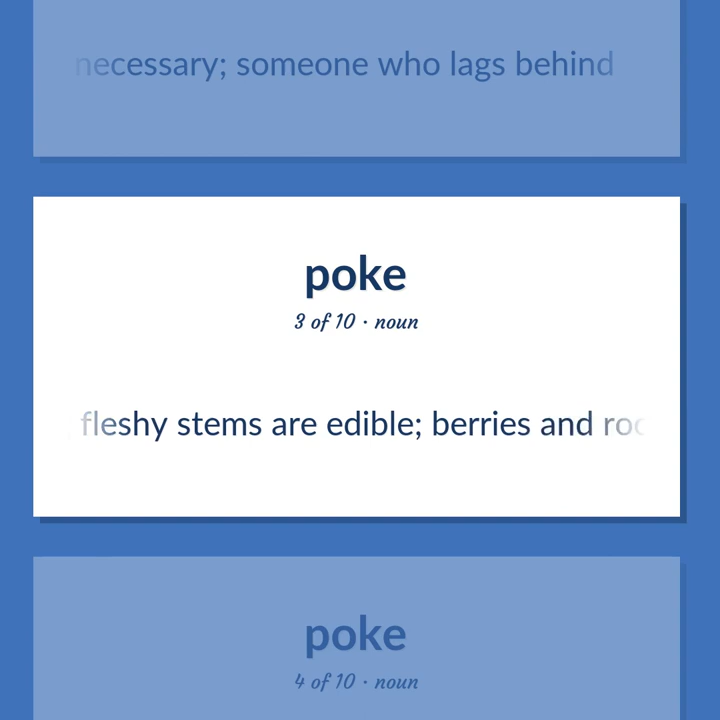 necessary; someone who lags behind
poke
3 of 10 · noun
fleshy stems are edible; berries and
poke
4 of 10 · noun